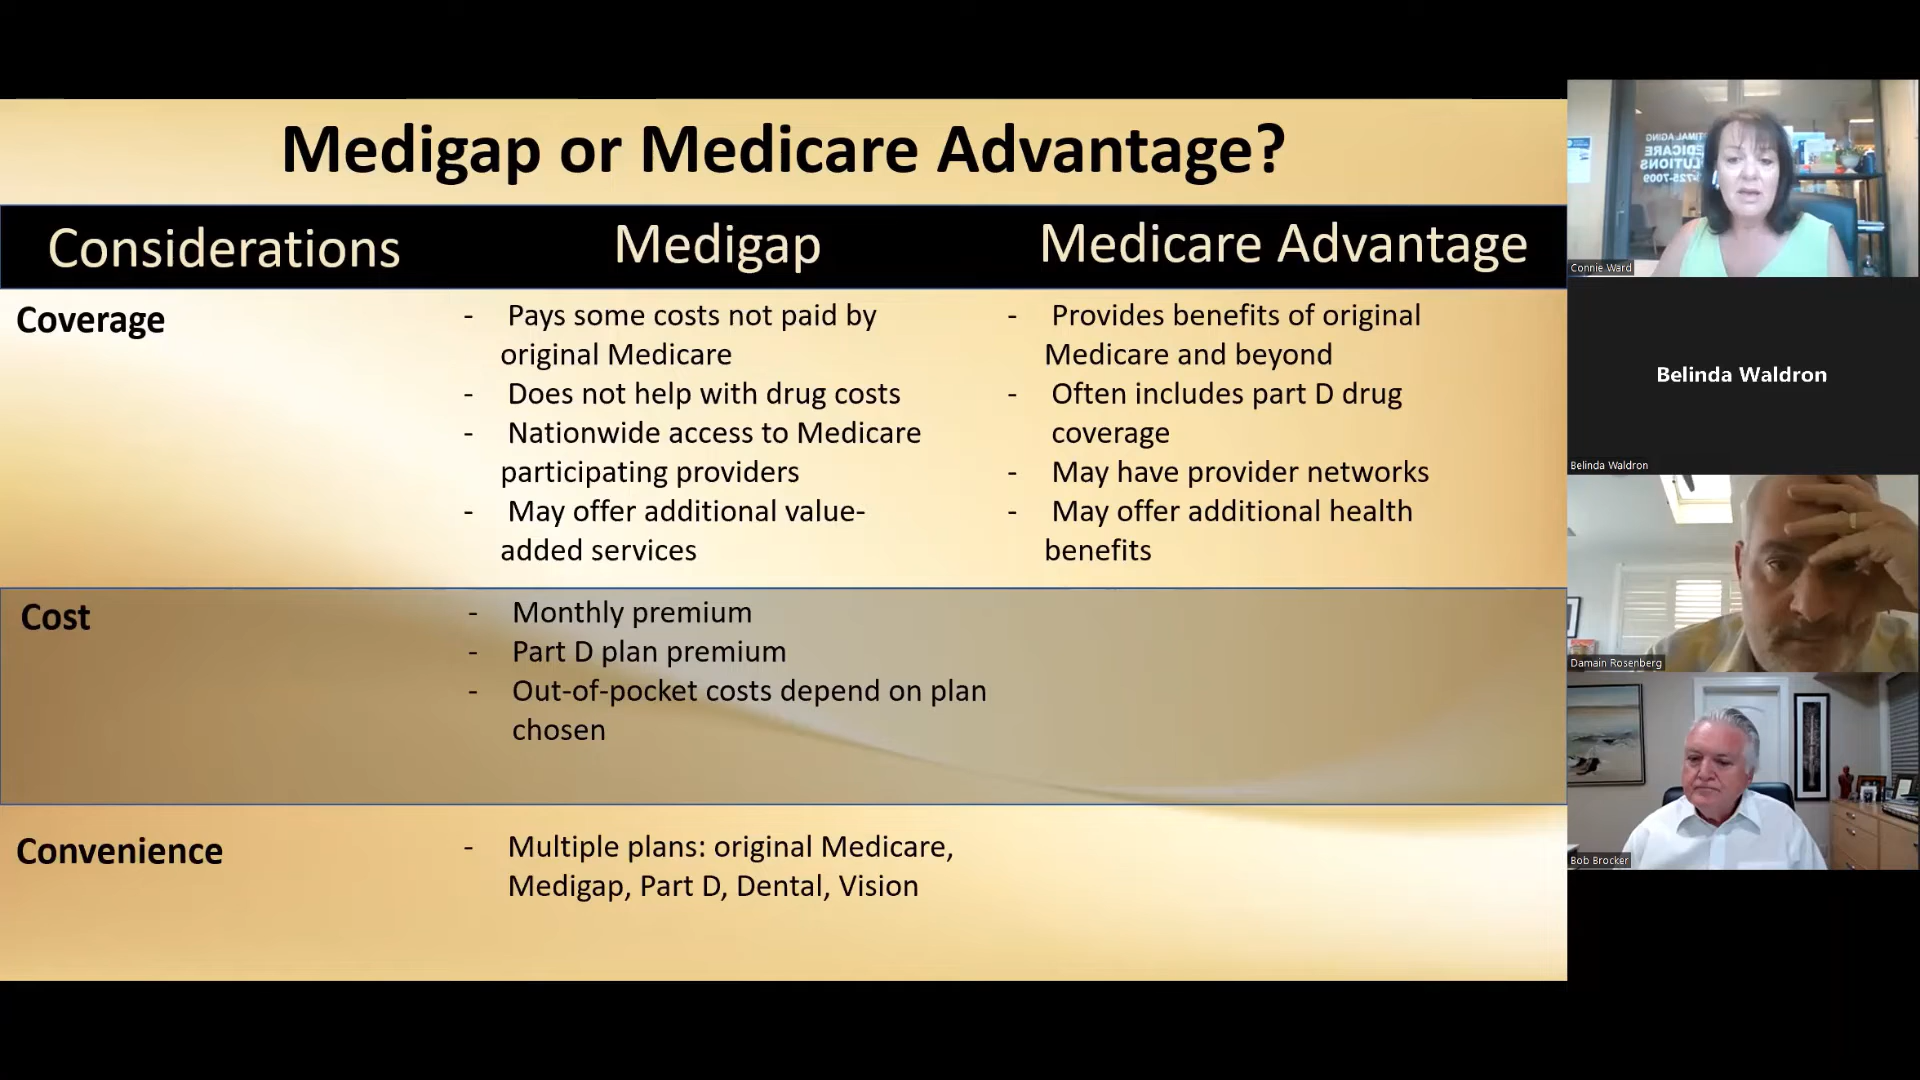 Medigap or Medicare Advantage?
Considerations
Medigap
Medicare Advantage
Coverage
- Pays some costs not paid by
original Medicare
- Does not help with drug costs
- Nationwide access to Medicare
participating providers
- May offer additional value-
added services
- Provides benefits of original
Medicare and beyond
- Often includes part D drug
coverage
- May have provider networks
- May offer additional health
benefits
Cost
- Monthly premium
- Part D plan premium
- Out-of-pocket costs depend on plan
chosen
Convenience
- Multiple plans: original Medicare,
Medigap, Part D, Dental, Vision
Connie Ward
Belinda Waldron
Belinda Waldron
Damain Rosenberg
Bob Brocker